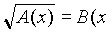 √A(x) = B(x